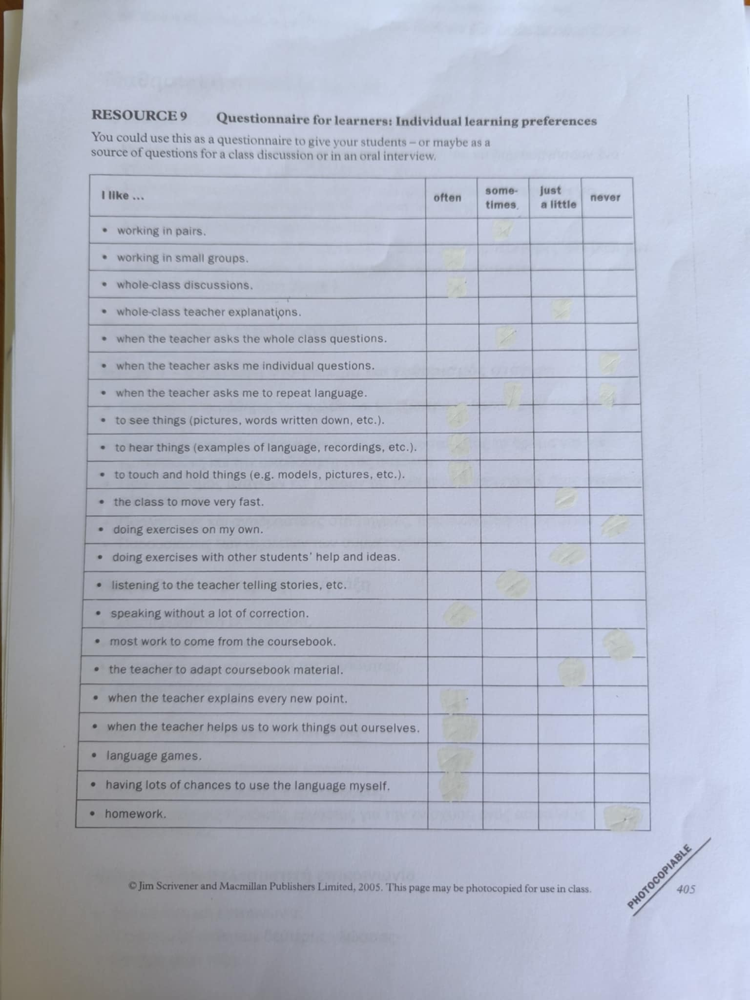 RESOURCE 9 Questionnaire for learners: Individual learning preferences
You could use this as a questionnaire to give your students – or maybe as a
source of questions for a class discussion or in an oral interview.
I like ... often some-times just a little never
• working in pairs.
• working in small groups.
• whole-class discussions.
• whole-class teacher explanations.
• when the teacher asks the whole class questions.
• when the teacher asks me individual questions.
• when the teacher asks me to repeat language.
• to see things (pictures, words written down, etc.).
• to hear things (examples of language, recordings, etc.).
• to touch and hold things (e.g. models, pictures, etc.).
• the class to move very fast.
• doing exercises on my own.
• doing exercises with other students' help and ideas.
• listening to the teacher telling stories, etc.
• speaking without a lot of correction.
• most work to come from the coursebook.
• the teacher to adapt coursebook material.
• when the teacher explains every new point.
• when the teacher helps us to work things out ourselves.
• language games.
• having lots of chances to use the language myself.
• homework.
© Jim Scrivener and Macmillan Publishers Limited, 2005. This page may be photocopied for use in class.
PHOTOCOPIABLE
405